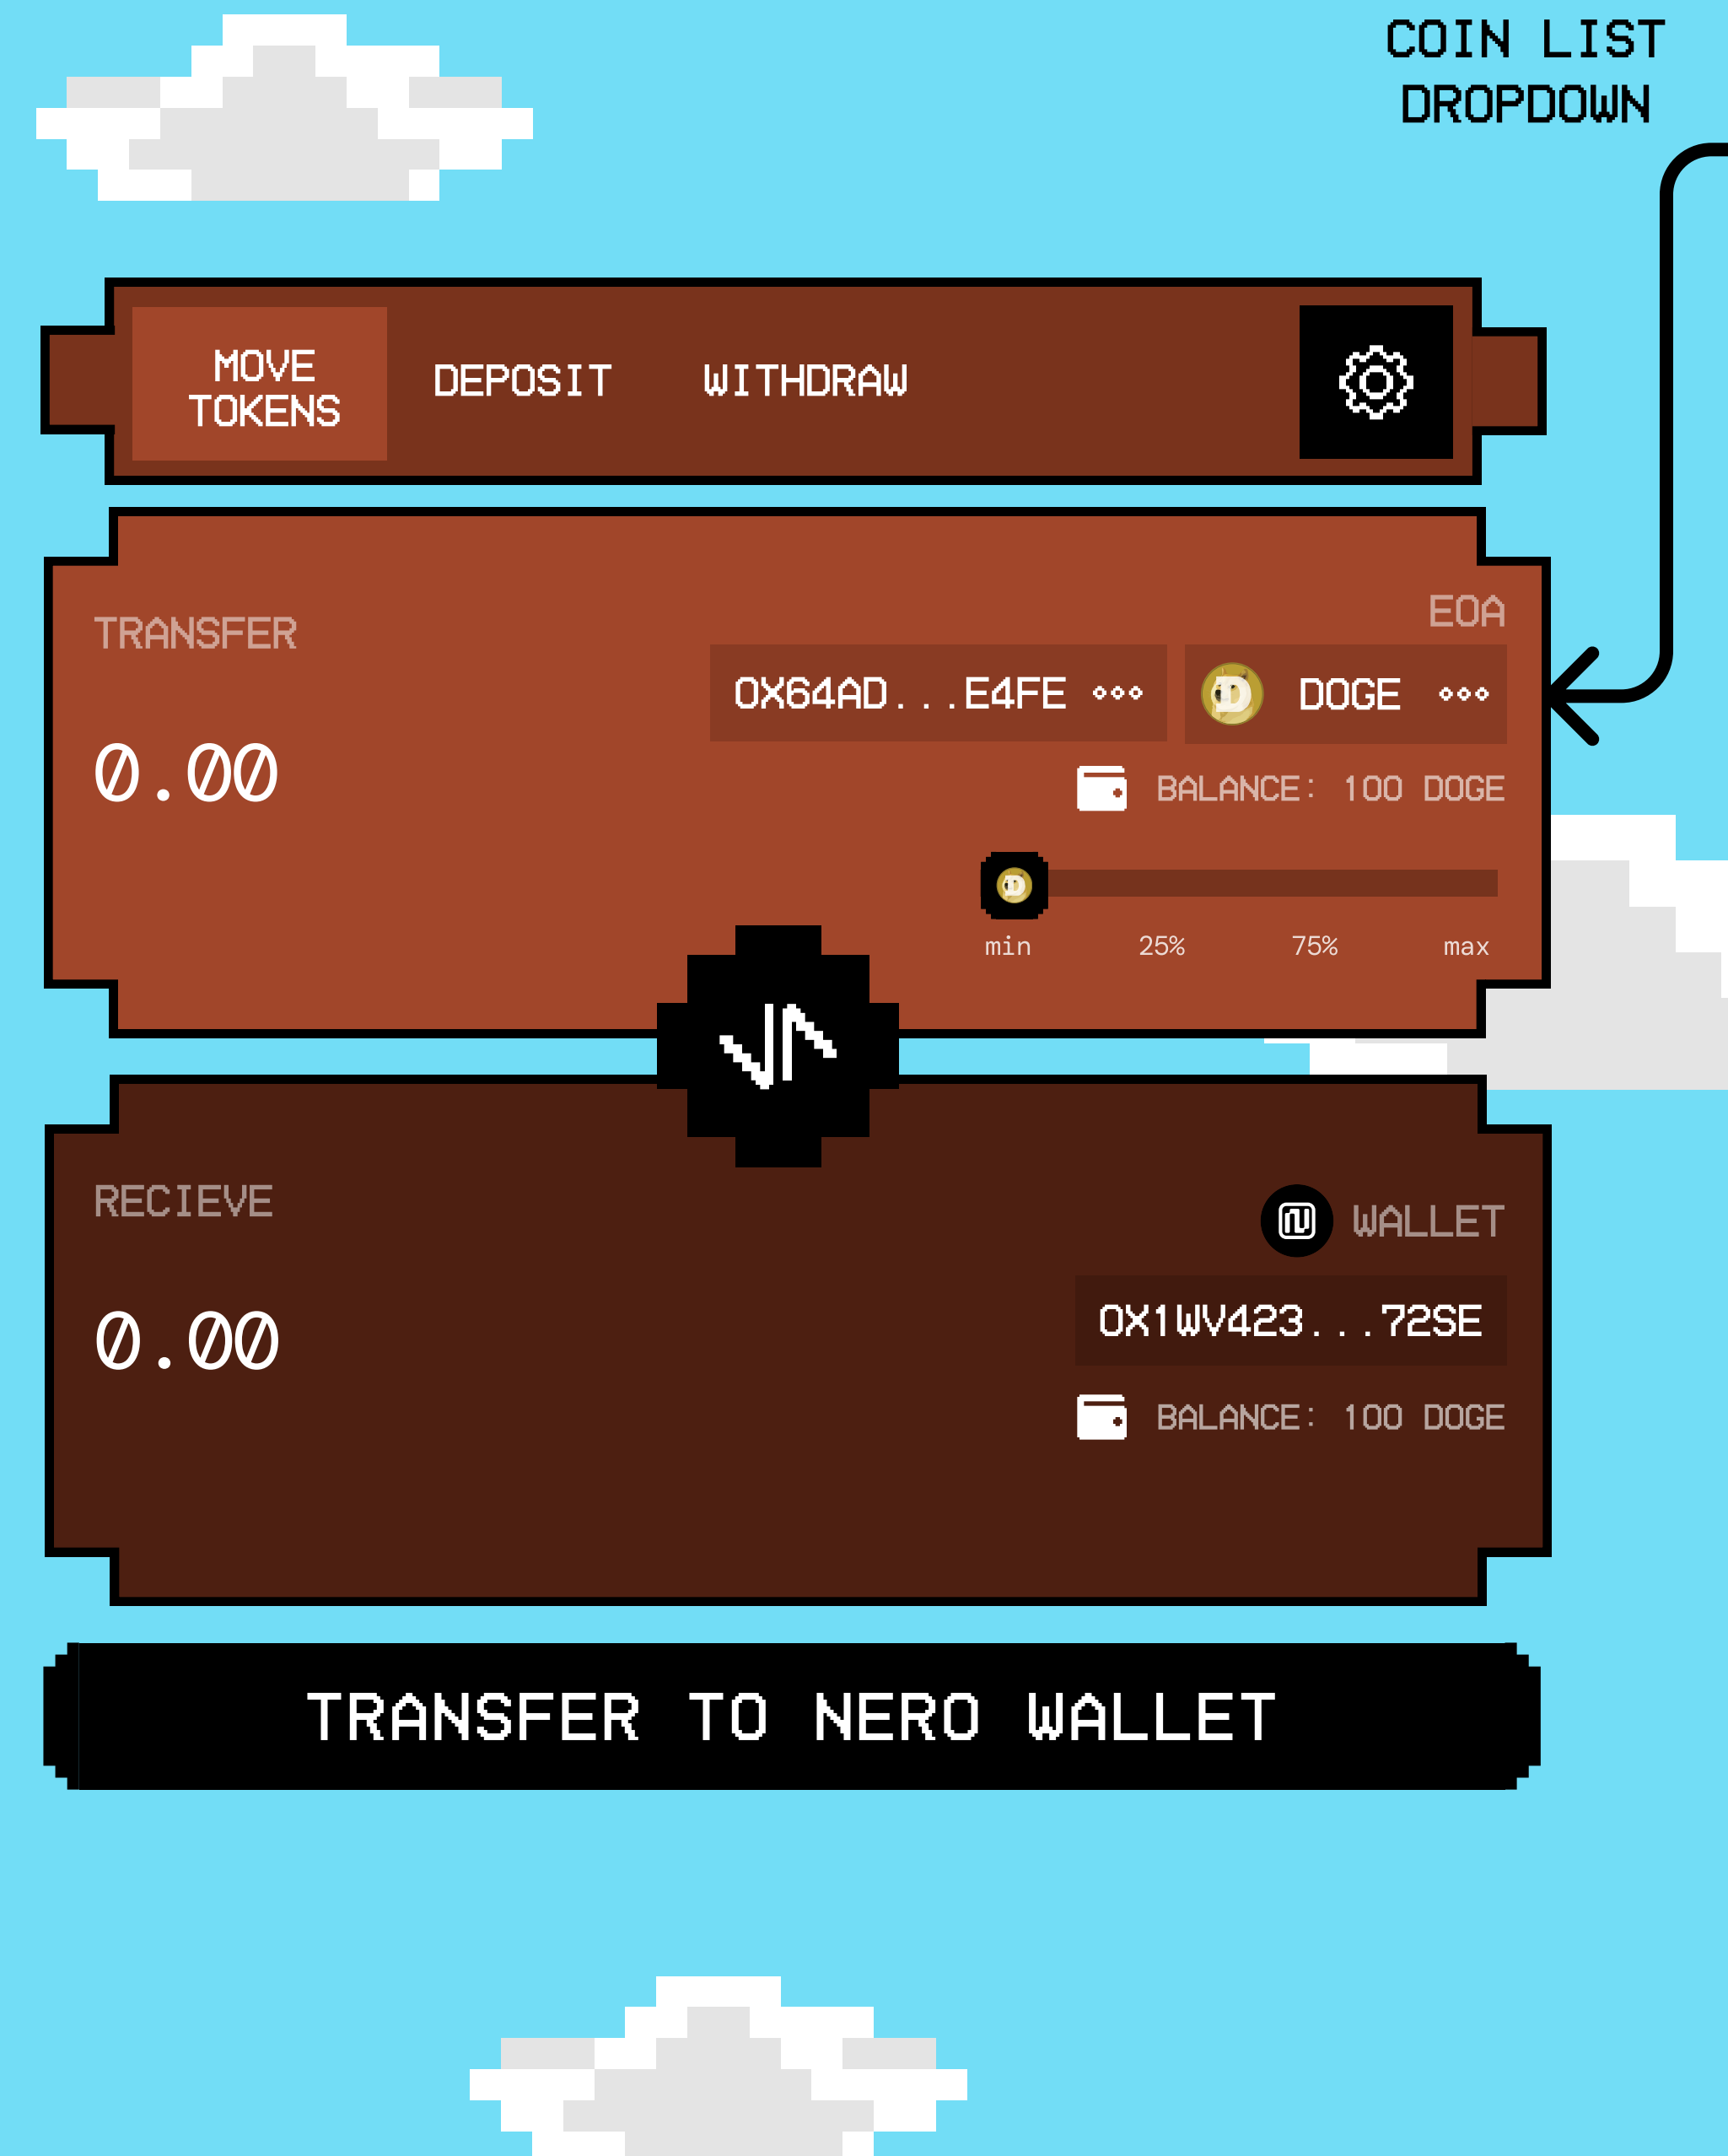 COIN LIST
DROPDOWN
MOVE
TOKENS
DEPOSIT
WITHDRAW
TRANSFER
EOA
0X64AD...E4FE
DOGE
0.00
BALANCE: 100 DOGE
min 25% 75% max
RECIEVE
WALLET
0.00
0X1WV423...72SE
BALANCE: 100 DOGE
TRANSFER TO NERO WALLET